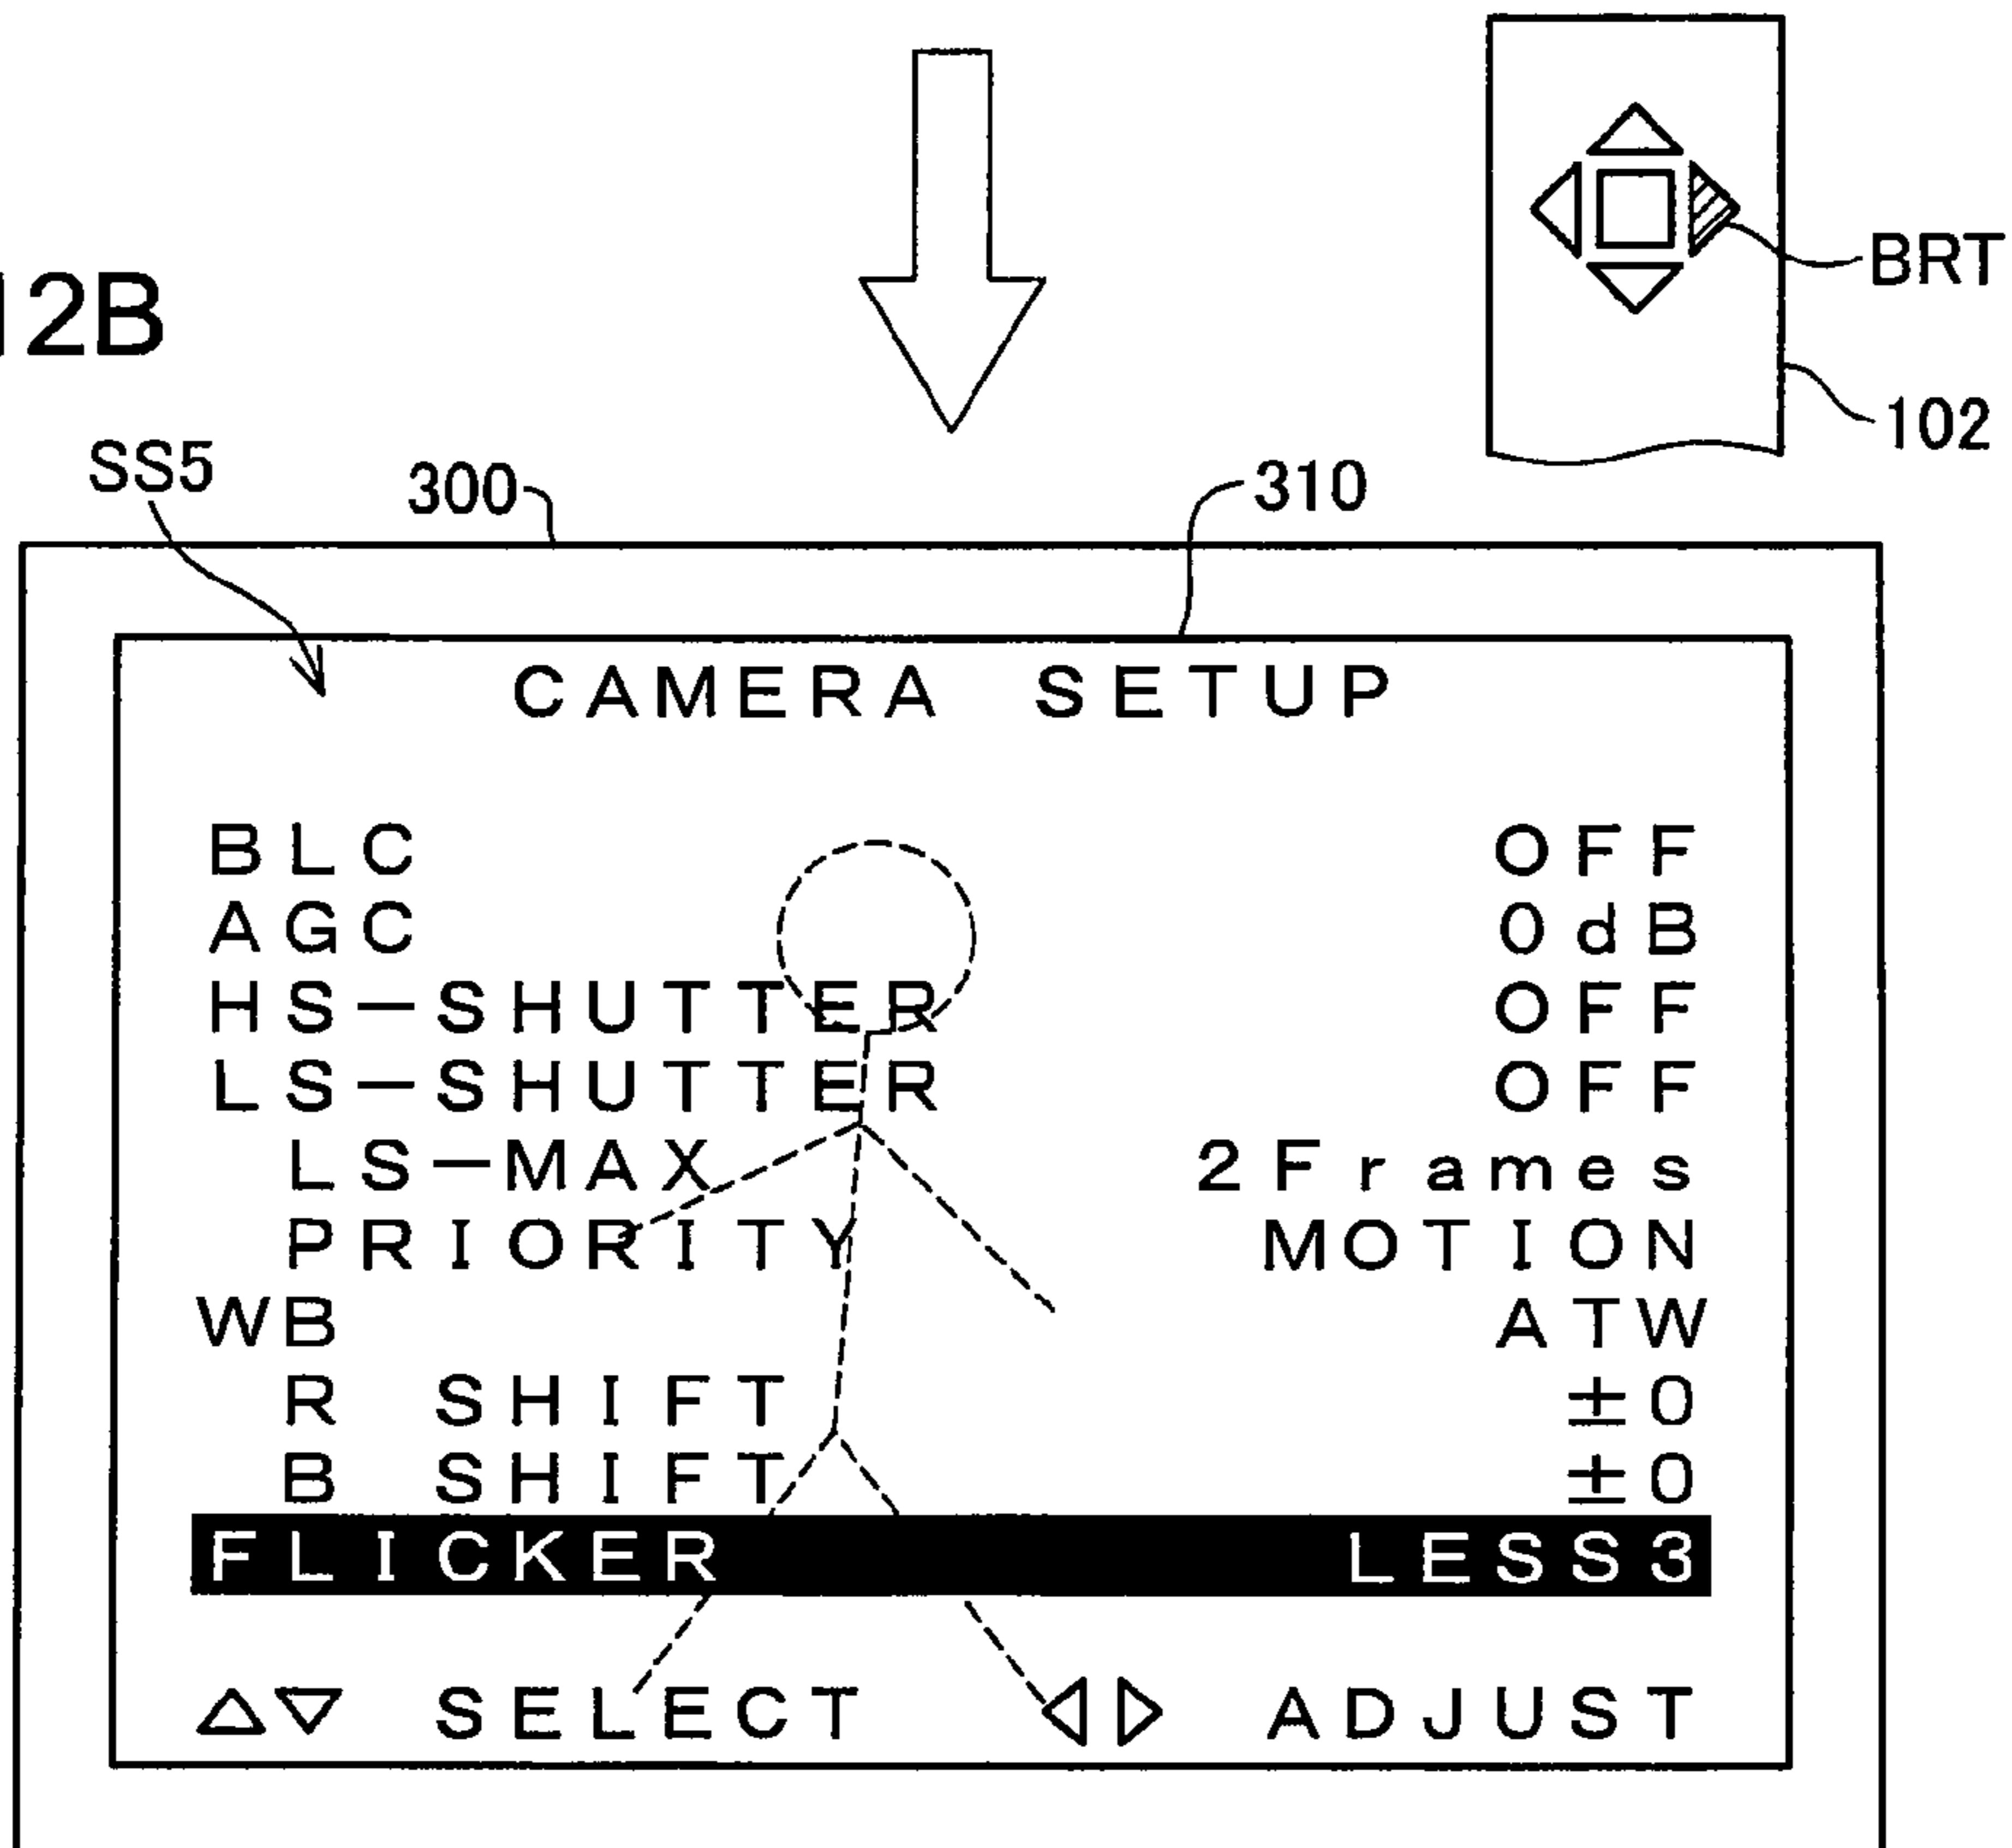 12B
BRT
102
SS5
300
310
CAMERA SETUP
BLC OFF
AGC 0dB
HS-SHUTTER OFF
LS-SHUTTER OFF
LS-MAX 2Frames
PRIORITY MOTION
WB ATW
R SHIFT ±0
B SHIFT ±0
FLICKER LESS3
△▽ SELECT ◁▷ ADJUST